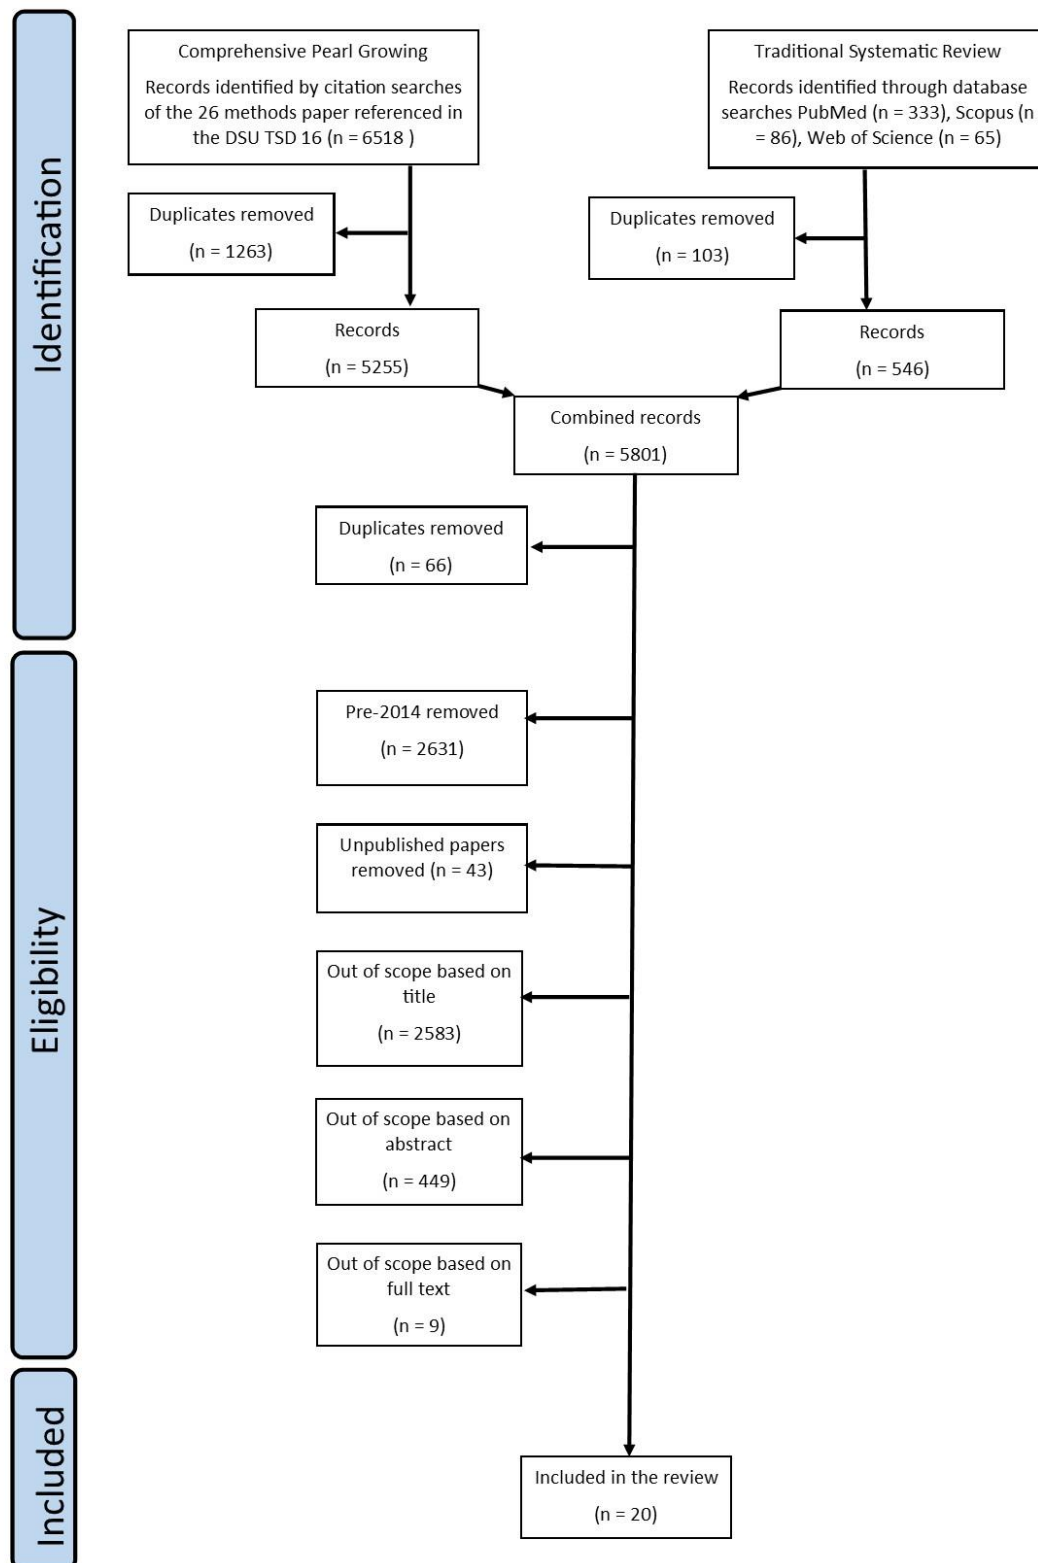 Identification
Comprehensive Pearl Growing
Records identified by citation searches
of the 26 methods paper referenced in
the DSU TSD 16 (n = 6518 )
Traditional Systematic Review
Records identified through database
searches PubMed (n = 333), Scopus (n
= 86), Web of Science (n = 65)
Duplicates removed
(n = 1263)
Duplicates removed
(n = 103)
Records
(n = 5255)
Records
(n = 546)
Combined records
(n = 5801)
Duplicates removed
(n = 66)
Eligibility
Pre-2014 removed
(n = 2631)
Unpublished papers
removed (n = 43)
Out of scope based on
title
(n = 2583)
Out of scope based on
abstract
(n = 449)
Out of scope based on
full text
(n = 9)
Included
Included in the review
(n = 20)